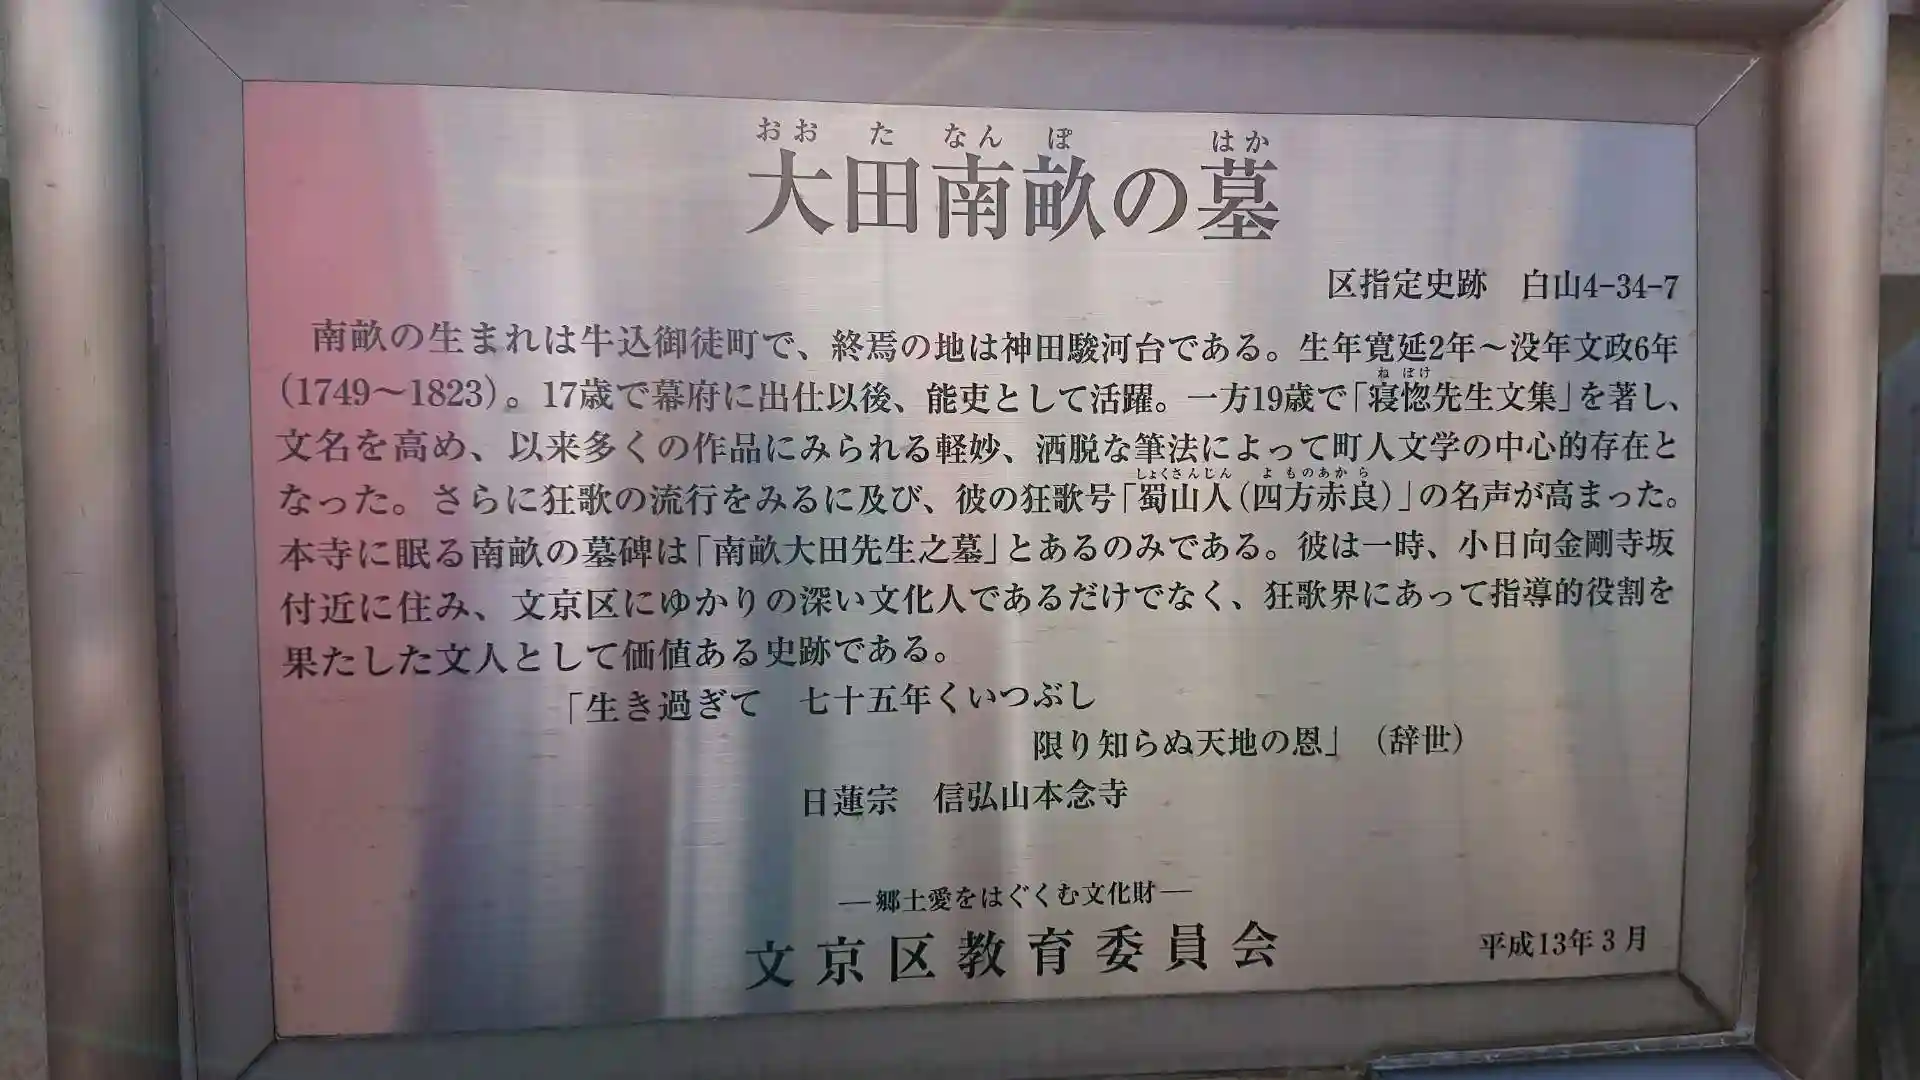 おお た なん ぽ はか
大田南畝の墓
区指定史跡　白山4-34-7
南畝の生まれは牛込御徒町で、終焉の地は神田駿河台である。生年寛延2年〜没年文政6年
ね ぼけ
(1749〜1823)。17歳で幕府に出仕以後、能吏として活躍。一方19歳で「寝惚先生文集」を著し、
文名を高め、以来多くの作品にみられる軽妙、洒脱な筆法によって町人文学の中心的存在と
しょくさんじん よ もの あか ら
なった。さらに狂歌の流行をみるに及び、彼の狂歌号「蜀山人(四方赤良)」の名声が高まった。
本寺に眠る南畝の墓碑は「南畝大田先生之墓」とあるのみである。彼は一時、小日向金剛寺坂
付近に住み、文京区にゆかりの深い文化人であるだけでなく、狂歌界にあって指導的役割を
果たした文人として価値ある史跡である。
「生き過ぎて　七十五年くいつぶし
限り知らぬ天地の恩」（辞世）
日蓮宗　信弘山本念寺
―郷土愛をはぐくむ文化財―
文京区教育委員会
平成13年3月